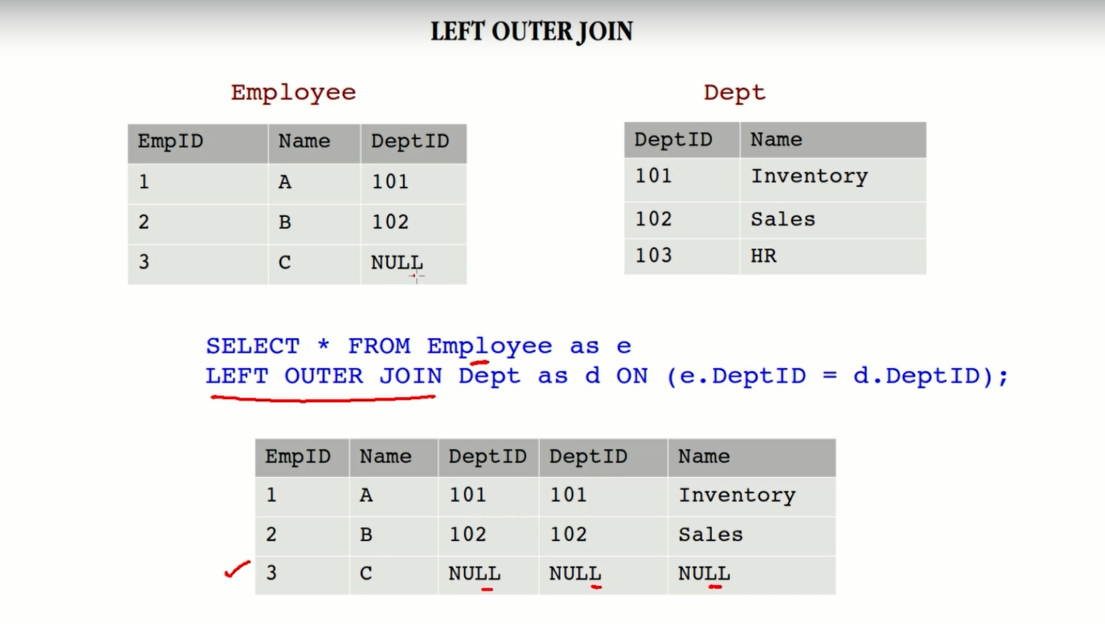 LEFT OUTER JOIN
Employee
EmpID Name DeptID
1 A 101
2 B 102
3 C NULL
Dept
DeptID Name
101 Inventory
102 Sales
103 HR
SELECT * FROM Employee as e
LEFT OUTER JOIN Dept as d ON (e.DeptID = d.DeptID);
EmpID Name DeptID DeptID Name
1 A 101 101 Inventory
2 B 102 102 Sales
3 C NULL NULL NULL